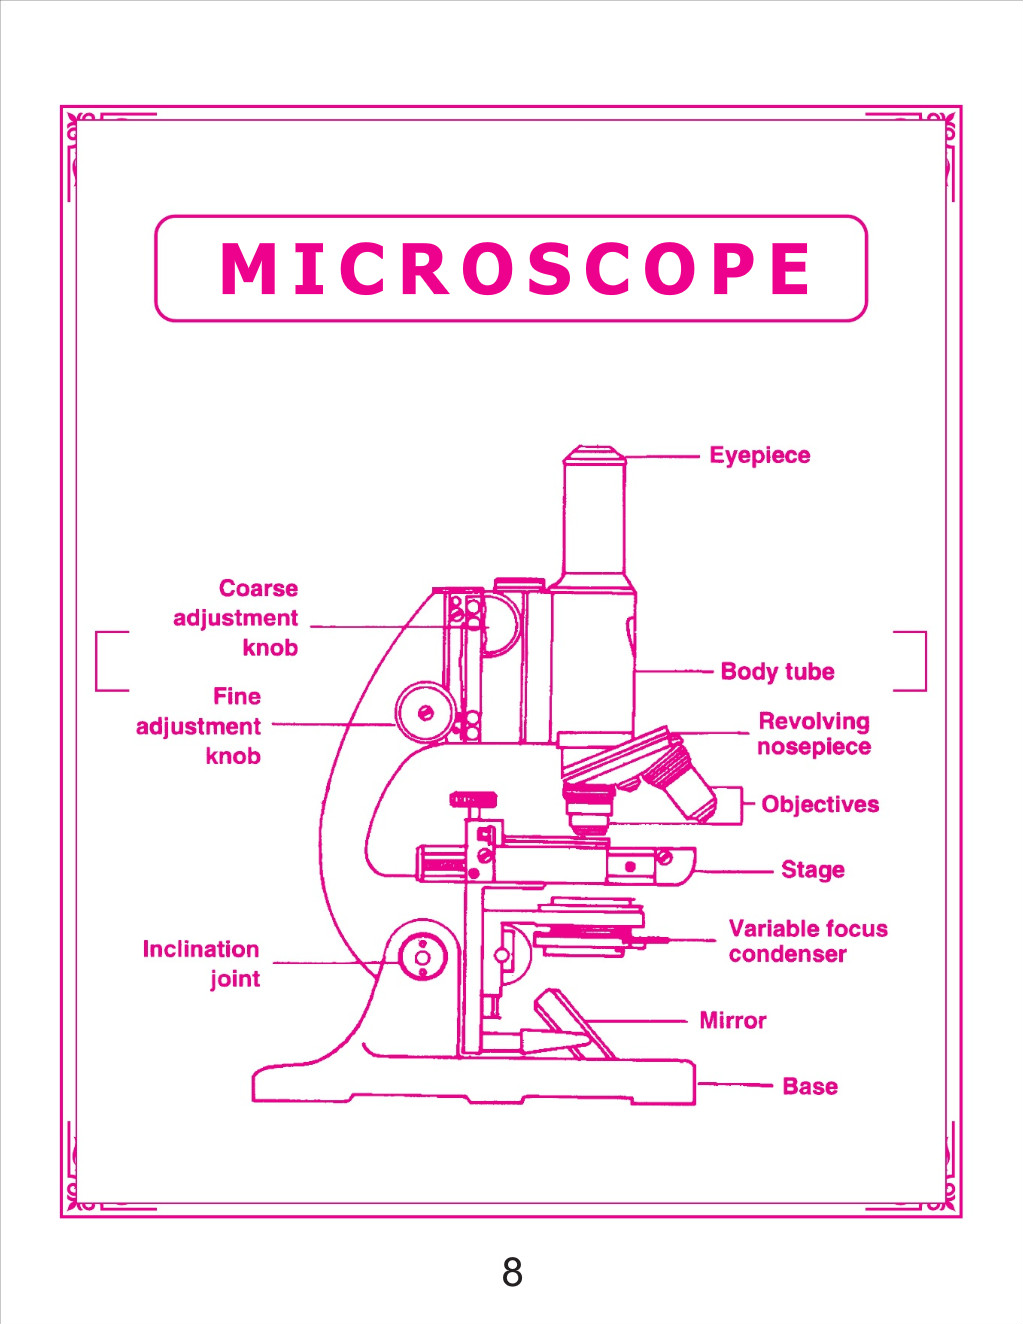 MICROSCOPE
Eyepiece
Coarse
adjustment
knob
Fine
adjustment
knob
Body tube
Revolving
nosepiece
Objectives
Stage
Variable focus
condenser
Inclination
joint
Mirror
Base
8